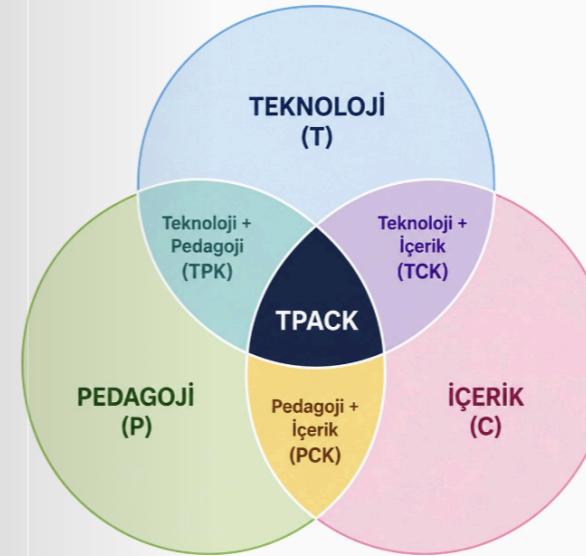 TEKNOLOJİ
(T)
Teknoloji +
Pedagoji
(TPK)
Teknoloji +
İçerik
(TCK)
TPACK
PEDAGOJİ
(P)
Pedagoji +
İçerik
(PCK)
İÇERİK
(C)